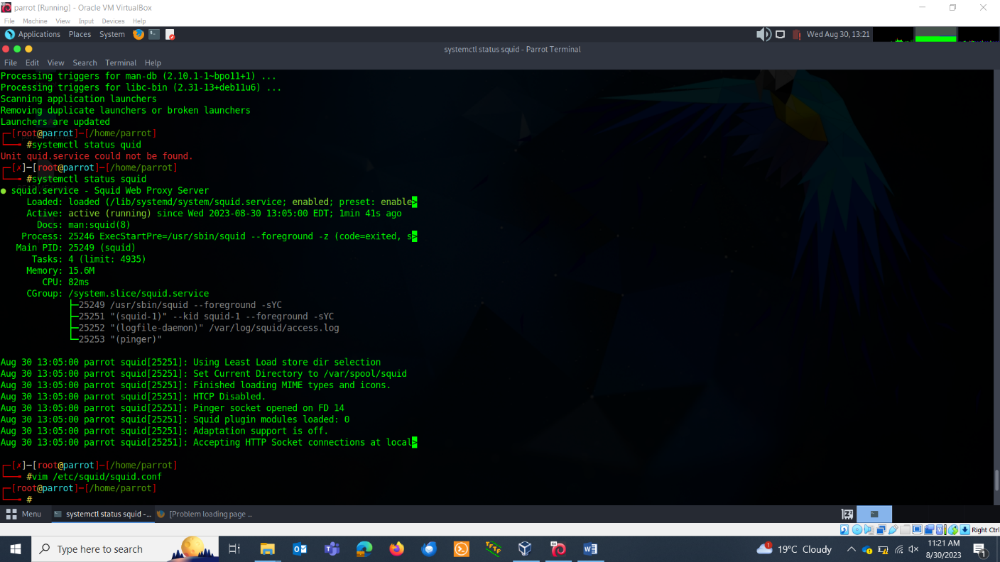 parrot [Running] - Oracle VM VirtualBox
File Machine View Input Devices Help
Applications Places System Wed Aug 30, 13:21
systemctl status squid - Parrot Terminal
File Edit View Search Terminal Help
Processing triggers for man-db (2.10.1-1~bpo11+1) ...
Processing triggers for libc-bin (2.31-13+deb11u6) ...
Scanning application launchers
Removing duplicate launchers or broken launchers
Launchers are updated
┌─[root@parrot]─[/home/parrot]
└──╼ #systemctl status quid
Unit quid.service could not be found.
┌─[✗]─[root@parrot]─[/home/parrot]
└──╼ #systemctl status squid
● squid.service - Squid Web Proxy Server
Loaded: loaded (/lib/systemd/system/squid.service; enabled; preset: enable>
Active: active (running) since Wed 2023-08-30 13:05:00 EDT; 1min 41s ago
Docs: man:squid(8)
Process: 25246 ExecStartPre=/usr/sbin/squid --foreground -z (code=exited, s>
Main PID: 25249 (squid)
Tasks: 4 (limit: 4935)
Memory: 15.6M
CPU: 82ms
CGroup: /system.slice/squid.service
├─25249 /usr/sbin/squid --foreground -sYC
├─25251 "(squid-1)" --kid squid-1 --foreground -sYC
├─25252 "(logfile-daemon)" /var/log/squid/access.log
└─25253 "(pinger)"
Aug 30 13:05:00 parrot squid[25251]: Using Least Load store dir selection
Aug 30 13:05:00 parrot squid[25251]: Set Current Directory to /var/spool/squid
Aug 30 13:05:00 parrot squid[25251]: Finished loading MIME types and icons.
Aug 30 13:05:00 parrot squid[25251]: HTCP Disabled.
Aug 30 13:05:00 parrot squid[25251]: Pinger socket opened on FD 14
Aug 30 13:05:00 parrot squid[25251]: Squid plugin modules loaded: 0
Aug 30 13:05:00 parrot squid[25251]: Adaptation support is off.
Aug 30 13:05:00 parrot squid[25251]: Accepting HTTP Socket connections at local>
┌─[✗]─[root@parrot]─[/home/parrot]
└──╼ #vim /etc/squid/squid.conf
┌─[root@parrot]─[/home/parrot]
└──╼ #
Menu systemctl status squid -... [Problem loading page ...
Right Ctrl
Type here to search 1 19°C Cloudy 11:21 AM
8/30/2023 1